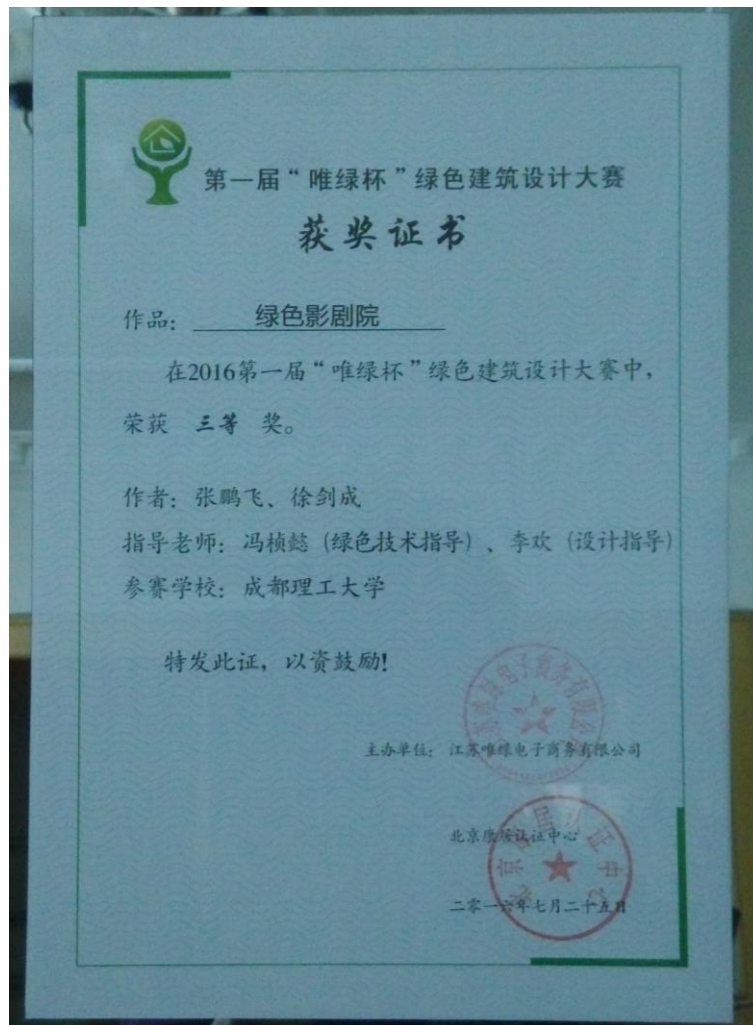 第一届“唯绿杯”绿色建筑设计大赛
获奖证书
作品：绿色影剧院
在2016第一届“唯绿杯”绿色建筑设计大赛中，
荣获 三等 奖。
作者：张鹏飞、徐剑成
指导老师：冯桢懿（绿色技术指导）、李欢（设计指导）
参赛学校：成都理工大学
特发此证，以资鼓励！
主办单位：江苏唯绿电子商务有限公司
北京康居认证中心
二零一六年七月二十五日